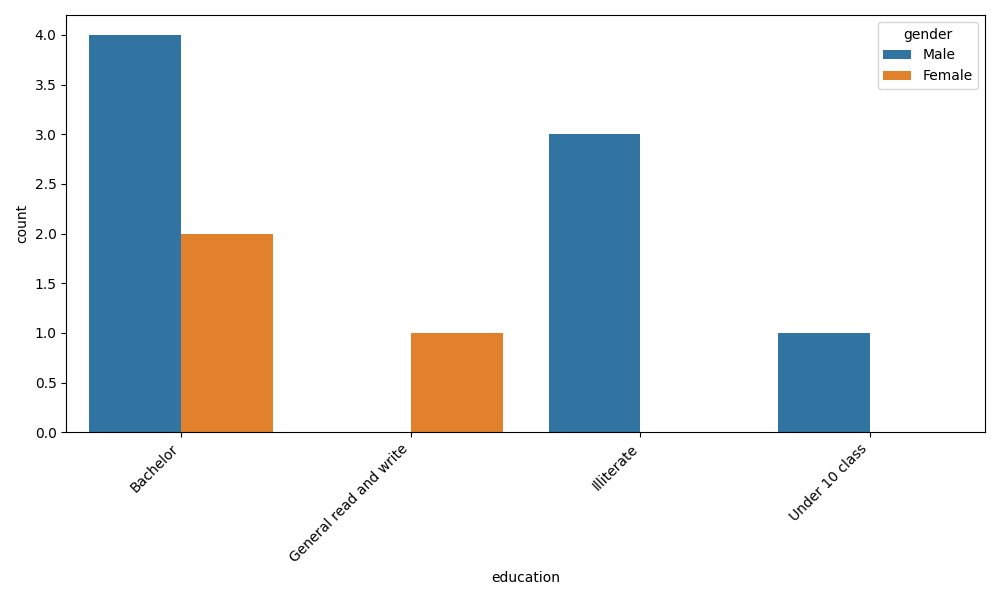 gender
Male
Female
4.0
3.5
3.0
2.5
2.0
1.5
1.0
0.5
0.0
count
Bachelor
General read and write
Illiterate
Under 10 class
education